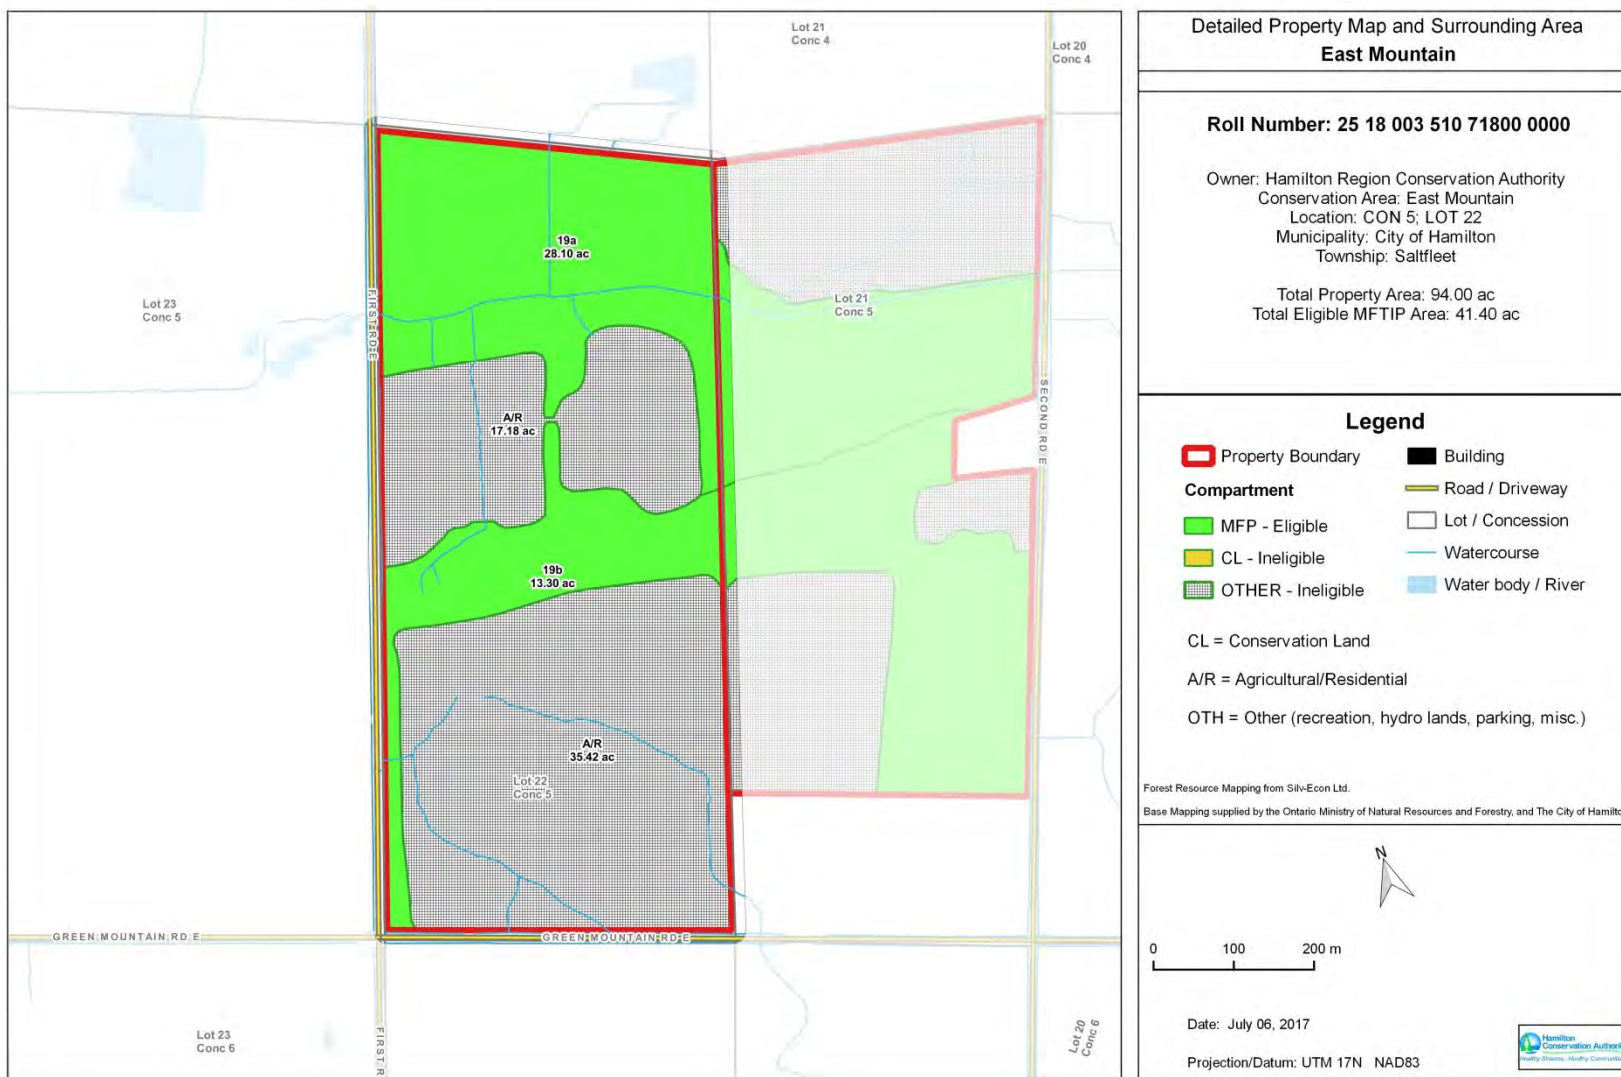 Lot 21
Conc 4
Lot 20
Conc 4
19a
28.10 ac
Lot 23
Conc 5
FIRST RD E
Lot 21
Conc 5
A/R
17.18 ac
SECOND RD E
19b
13.30 ac
A/R
35.42 ac
Lot 22
Conc 5
GREEN MOUNTAIN RD E
GREEN MOUNTAIN RD E
Lot 23
Conc 6
FIRST R
Lot 20
Conc 6
Detailed Property Map and Surrounding Area
East Mountain
Roll Number: 25 18 003 510 71800 0000
Owner: Hamilton Region Conservation Authority
Conservation Area: East Mountain
Location: CON 5; LOT 22
Municipality: City of Hamilton
Township: Saltfleet
Total Property Area: 94.00 ac
Total Eligible MFTIP Area: 41.40 ac
Legend
Property Boundary
Compartment
MFP - Eligible
CL - Ineligible
OTHER - Ineligible
Building
Road / Driveway
Lot / Concession
Watercourse
Water body / River
CL = Conservation Land
A/R = Agricultural/Residential
OTH = Other (recreation, hydro lands, parking, misc.)
Forest Resource Mapping from Silv-Econ Ltd.
Base Mapping supplied by the Ontario Ministry of Natural Resources and Forestry, and The City of Hamilto
N
0 100 200 m
Date: July 06, 2017
Projection/Datum: UTM 17N NAD83
Hamilton
Conservation Authori
Healthy Streams... Healthy Communiti